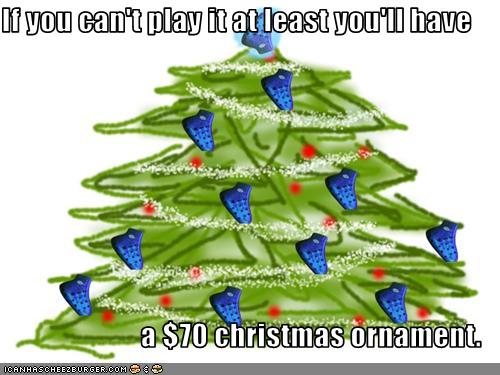 If you can't play it at least you'll have
a $70 christmas ornament.
ICANHASCHEEZBURGER.COM